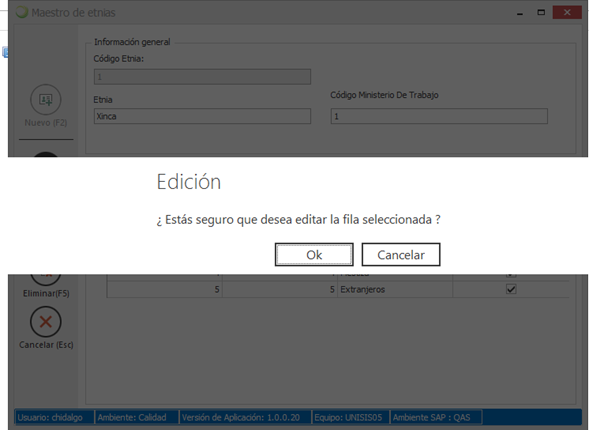 Maestro de etnias
Información general
Código Etnia:
1
Etnia
Código Ministerio De Trabajo
Xinca
1
Nuevo (F2)
Edición
¿ Estás seguro que desea editar la fila seleccionada ?
Ok
Cancelar
Eliminar(F5)
5 5 Extranjeros
Cancelar (Esc)
Usuario: chidalgo Ambiente: Calidad Versión de Aplicación: 1.0.0.20 Equipo: UNISIS05 Ambiente SAP : QAS